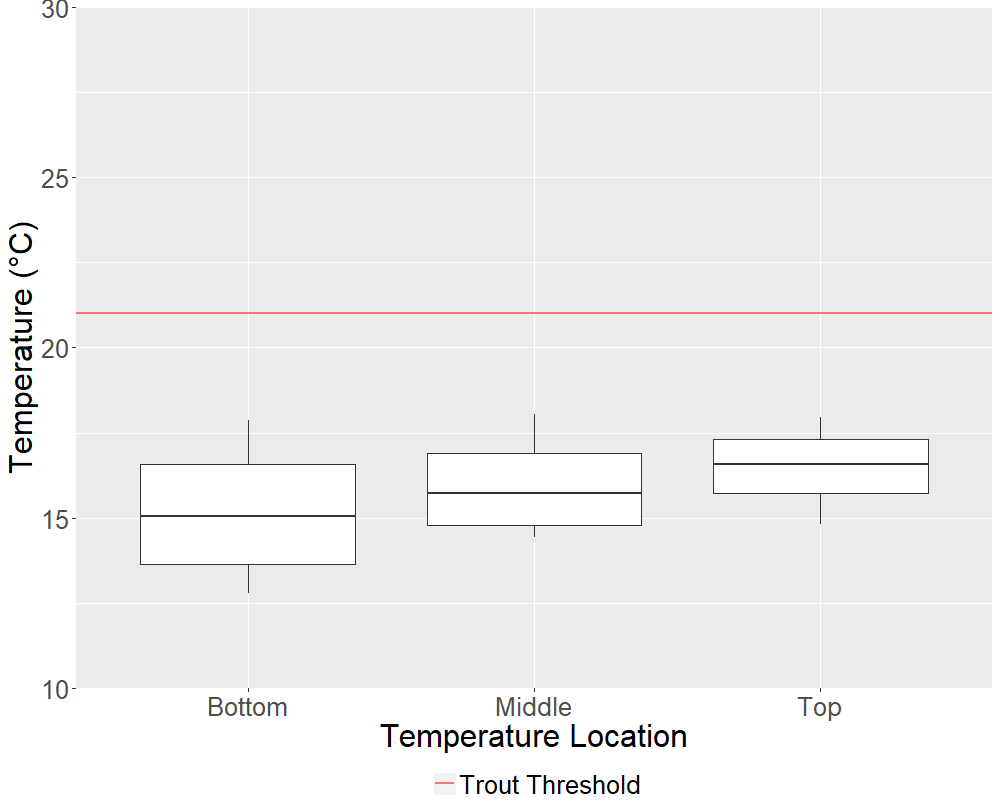 30
25
20
15
10
Temperature (°C)
Bottom Middle Top
Temperature Location
Trout Threshold